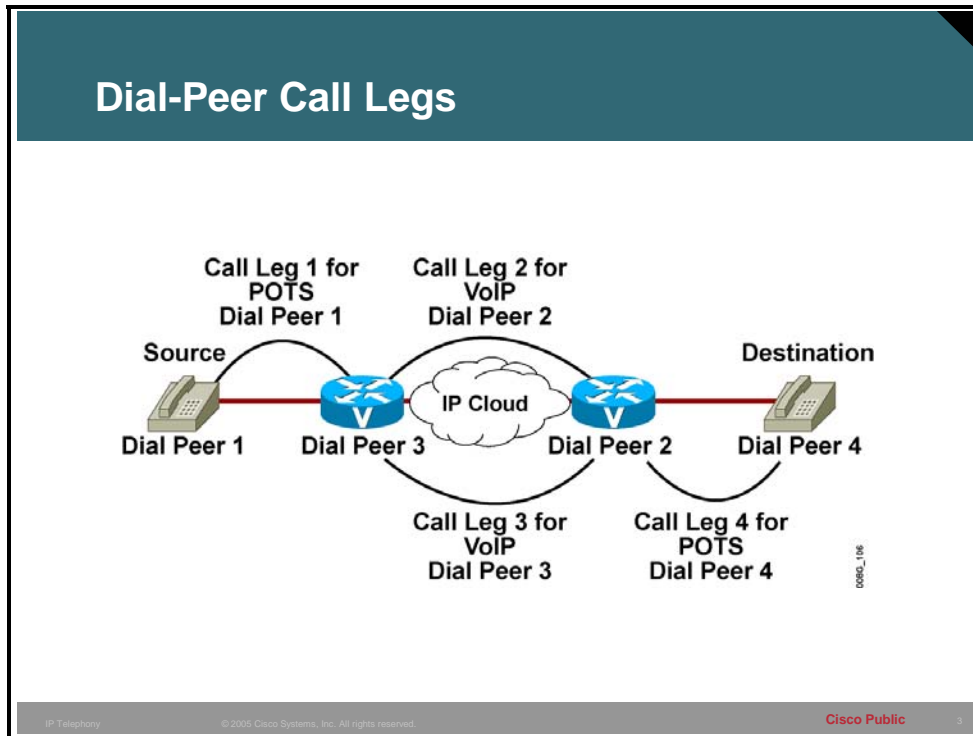 Dial-Peer Call Legs
Call Leg 1 for
POTS
Dial Peer 1
Call Leg 2 for
VoIP
Dial Peer 2
Source
Destination
V
IP Cloud
V
Dial Peer 1
Dial Peer 3
Dial Peer 2
Dial Peer 4
Call Leg 3 for
VoIP
Dial Peer 3
Call Leg 4 for
POTS
Dial Peer 4
008G_106
IP Telephony
© 2005 Cisco Systems, Inc. All rights reserved.
Cisco Public
3